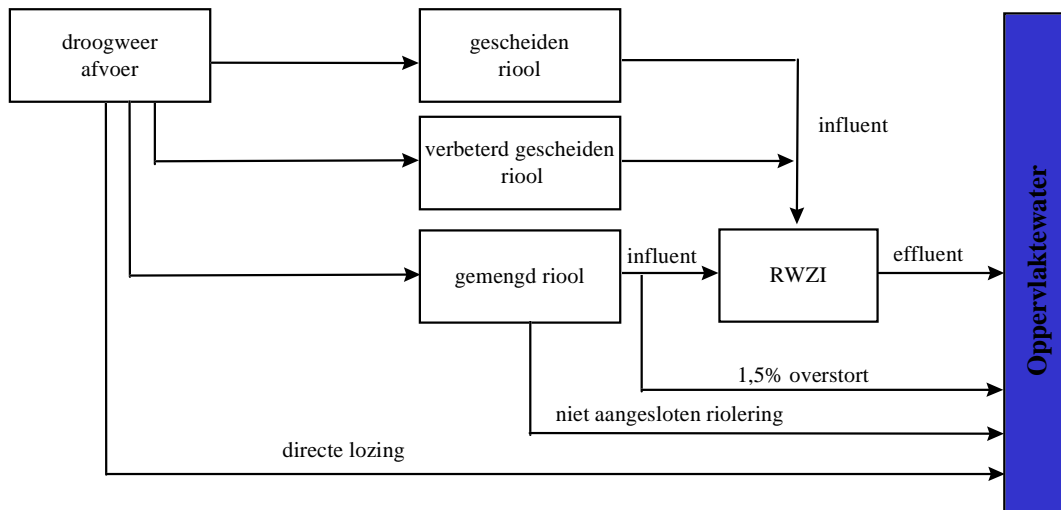 droogweer
afvoer
gescheiden
riool
influent
verbeterd gescheiden
riool
gemengd riool
influent
RWZI
effluent
1,5% overstort
niet aangesloten riolering
directe lozing
Oppervlaktewater